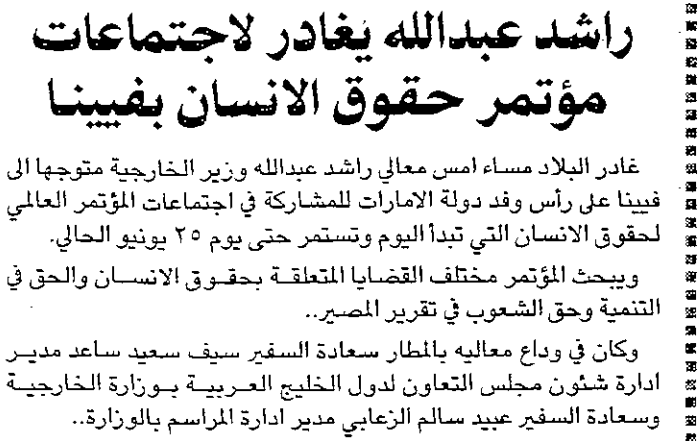 راشد عبدالله يغادر لاجتماعات
مؤتمر حقوق الانسان بفيينا
غادر البلاد مساء امس معالي راشد عبدالله وزير الخارجية متوجها الى
فيينا على رأس وفد دولة الامارات للمشاركة في اجتماعات المؤتمر العالمي
لحقوق الانسان التي تبدأ اليوم وتستمر حتى يوم ٢٥ يونيو الحالي.
ويبحث المؤتمر مختلف القضايا المتعلقة بحقوق الانسان والحق في
التنمية وحق الشعوب في تقرير المصير..
وكان في وداع معاليه بالمطار سعادة السفير سيف سعيد ساعد مدير
ادارة شئون مجلس التعاون لدول الخليج العربية بوزارة الخارجية
وسعادة السفير عبيد سالم الزعابي مدير ادارة المراسم بالوزارة..